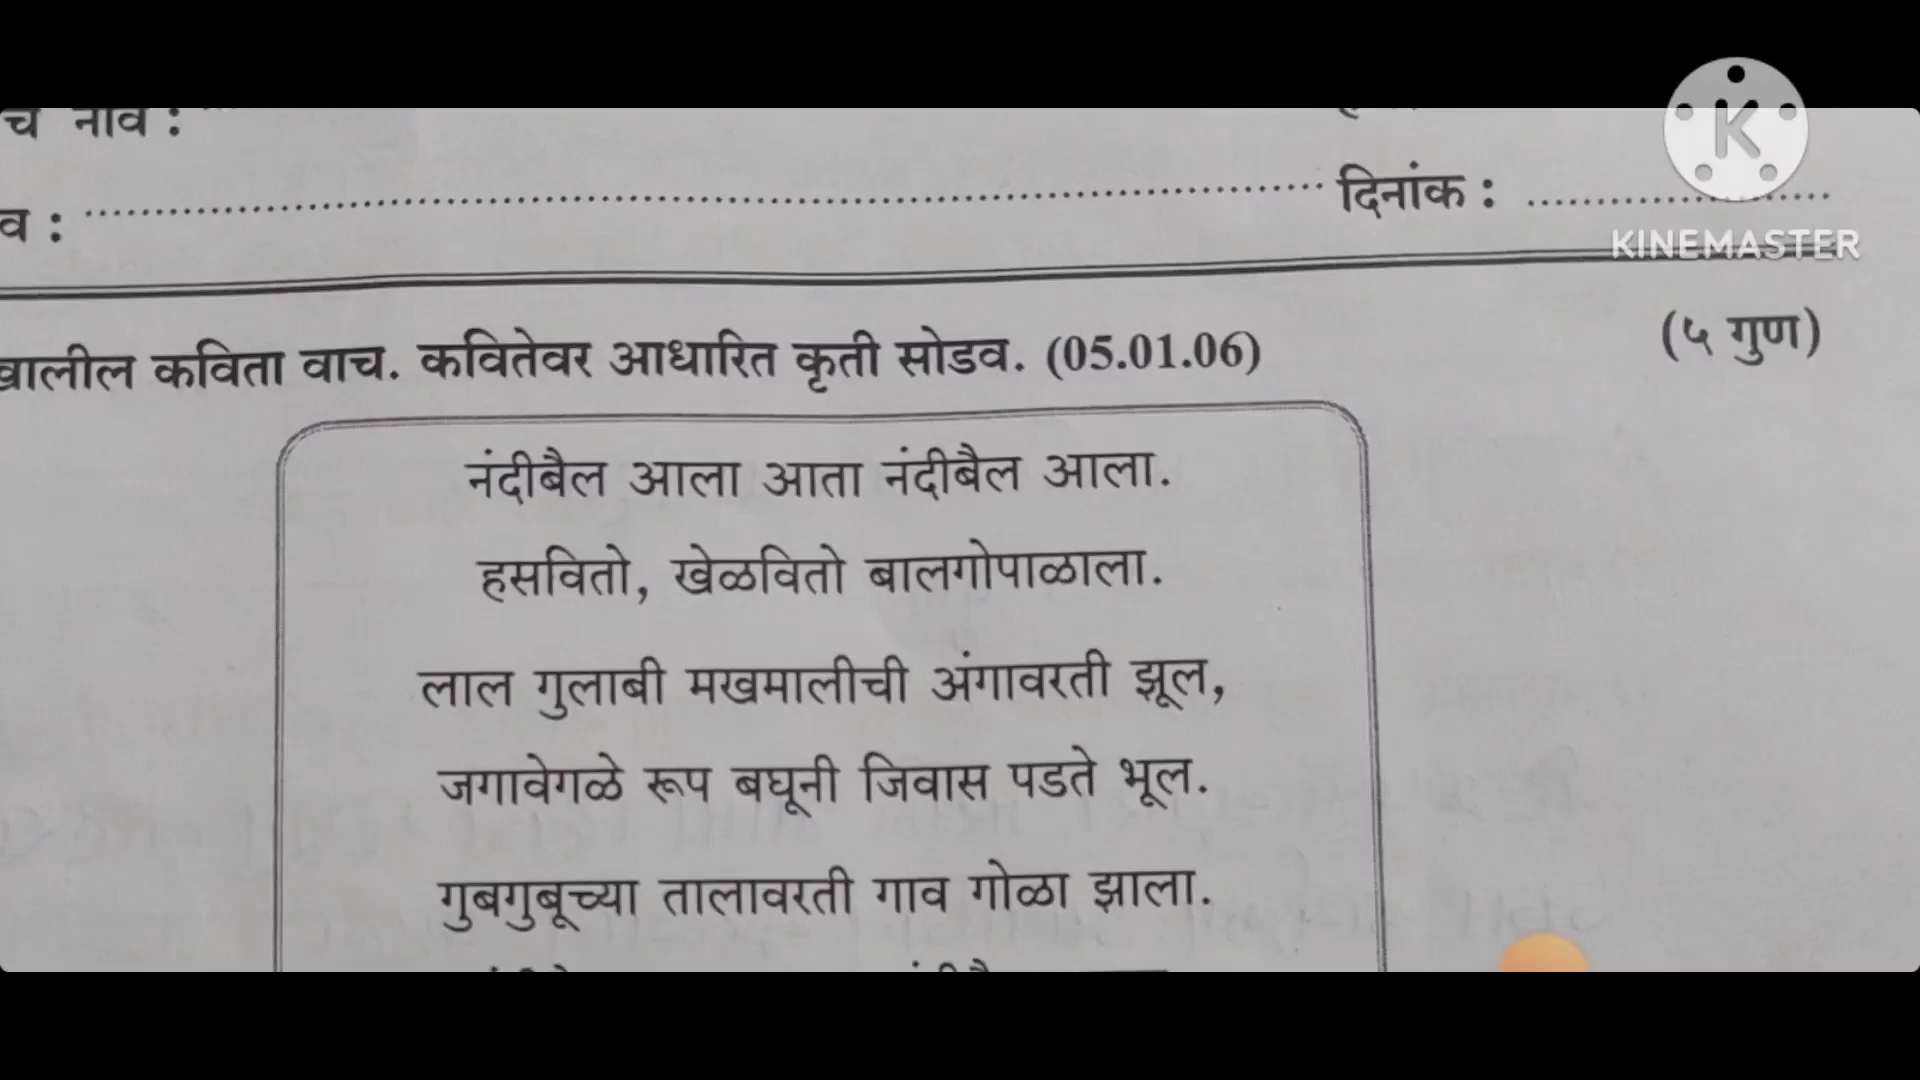 नाव :
व : दिनांक :
KINEMASTER
खालील कविता वाच. कवितेवर आधारित कृती सोडव. (05.01.06) (५ गुण)
नंदीबैल आला आता नंदीबैल आला.
हसवितो, खेळवितो बालगोपाळाला.
लाल गुलाबी मखमालीची अंगावरती झूल,
जगावेगळे रूप बघूनी जिवास पडते भूल.
गुबगुबूच्या तालावरती गाव गोळा झाला.